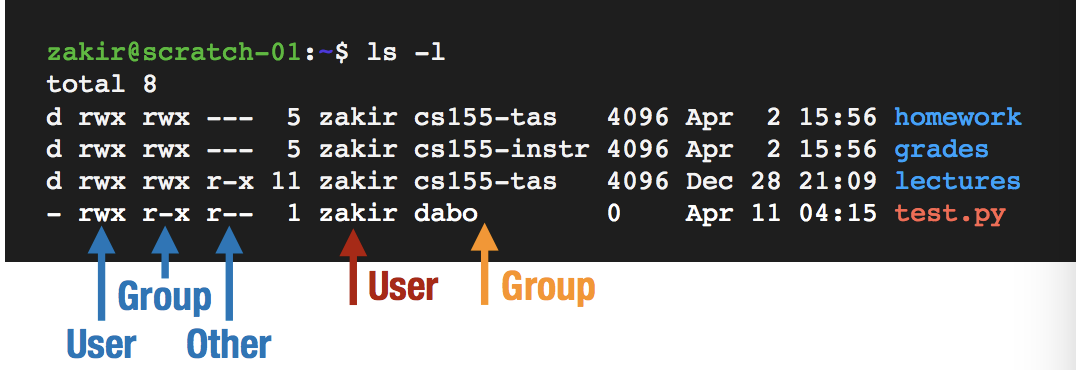 zakir@scratch-01:~$ ls -l
total 8
d rwx rwx --- 5 zakir cs155-tas 4096 Apr 2 15:56 homework
d rwx rwx --- 5 zakir cs155-instr 4096 Apr 2 15:56 grades
d rwx rwx r-x 11 zakir cs155-tas 4096 Dec 28 21:09 lectures
- rwx r-x r-- 1 zakir dabo 0 Apr 11 04:15 test.py
User Group
Group
User Other